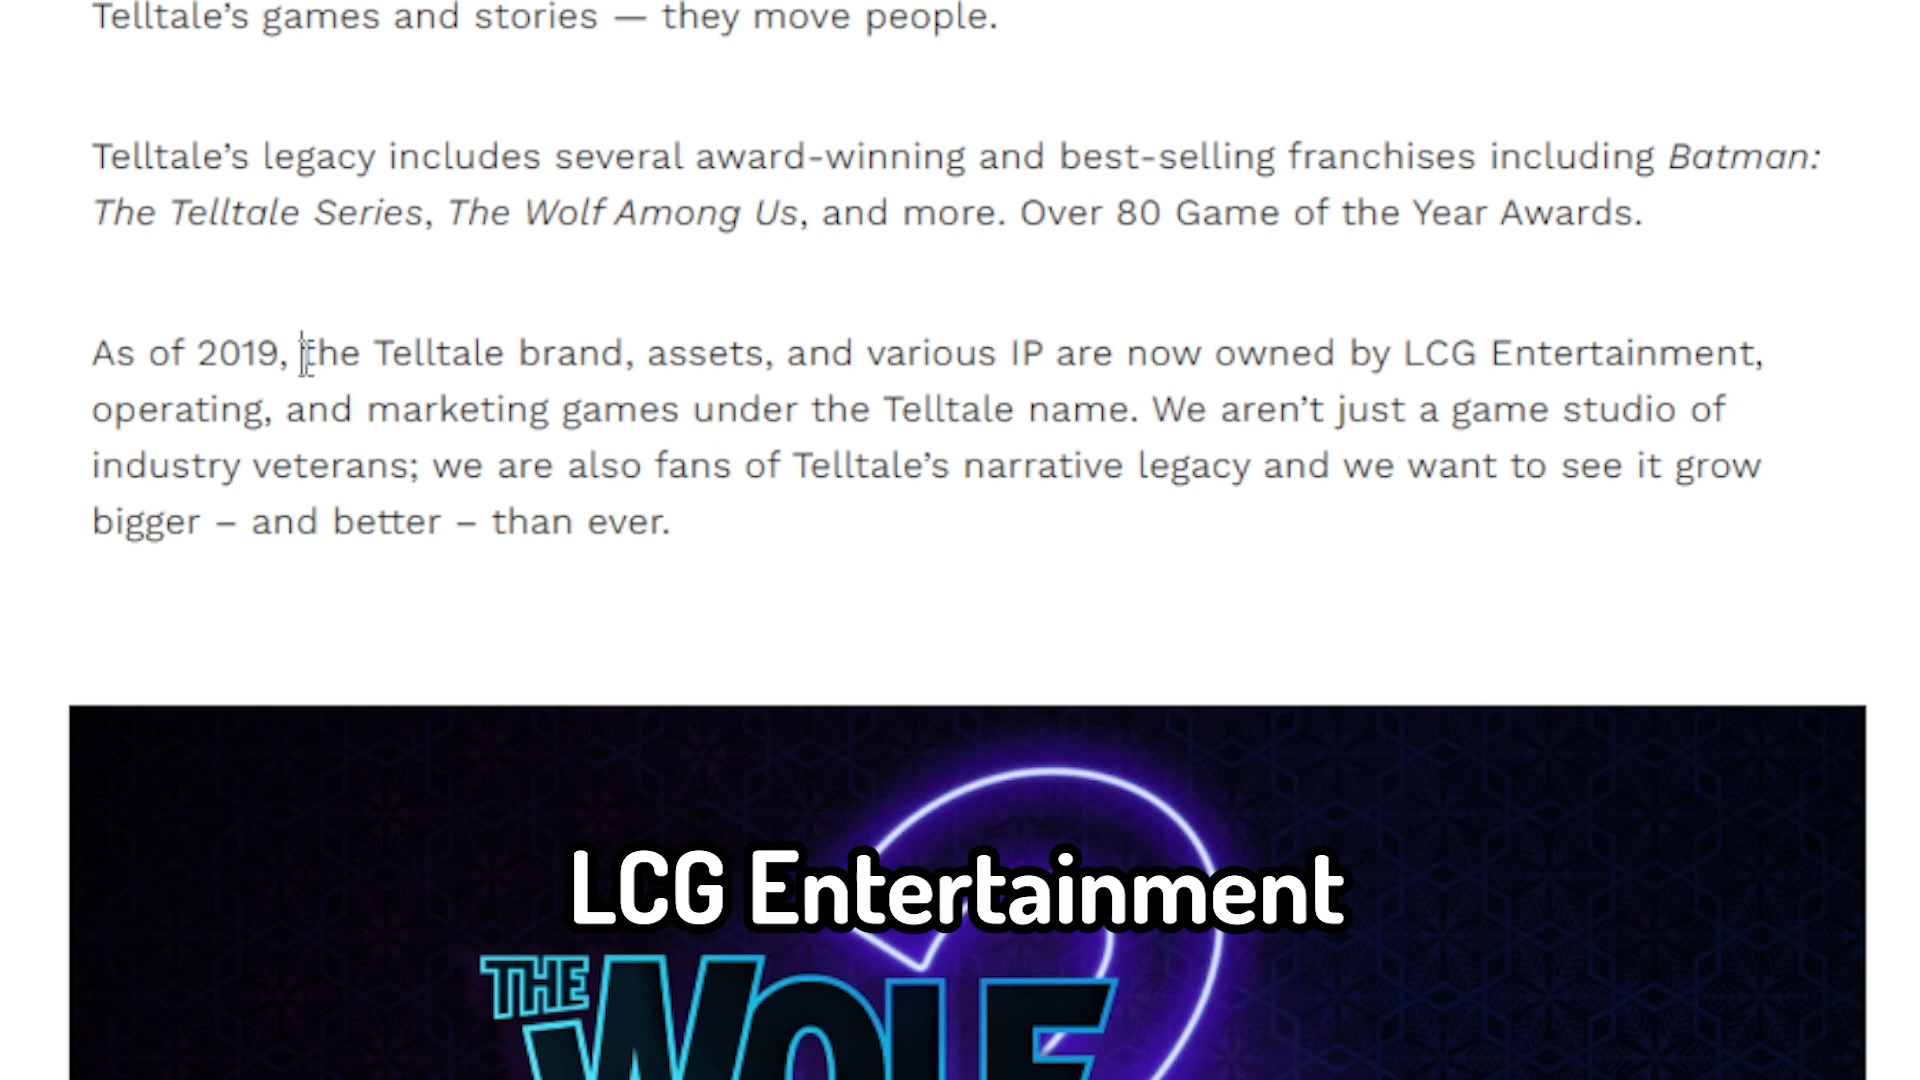 Telltale’s games and stories — they move people.
Telltale’s legacy includes several award-winning and best-selling franchises including Batman:
The Telltale Series, The Wolf Among Us, and more. Over 80 Game of the Year Awards.
As of 2019, the Telltale brand, assets, and various IP are now owned by LCG Entertainment,
operating, and marketing games under the Telltale name. We aren’t just a game studio of
industry veterans; we are also fans of Telltale’s narrative legacy and we want to see it grow
bigger – and better – than ever.
LCG Entertainment
THE
WOLF
2